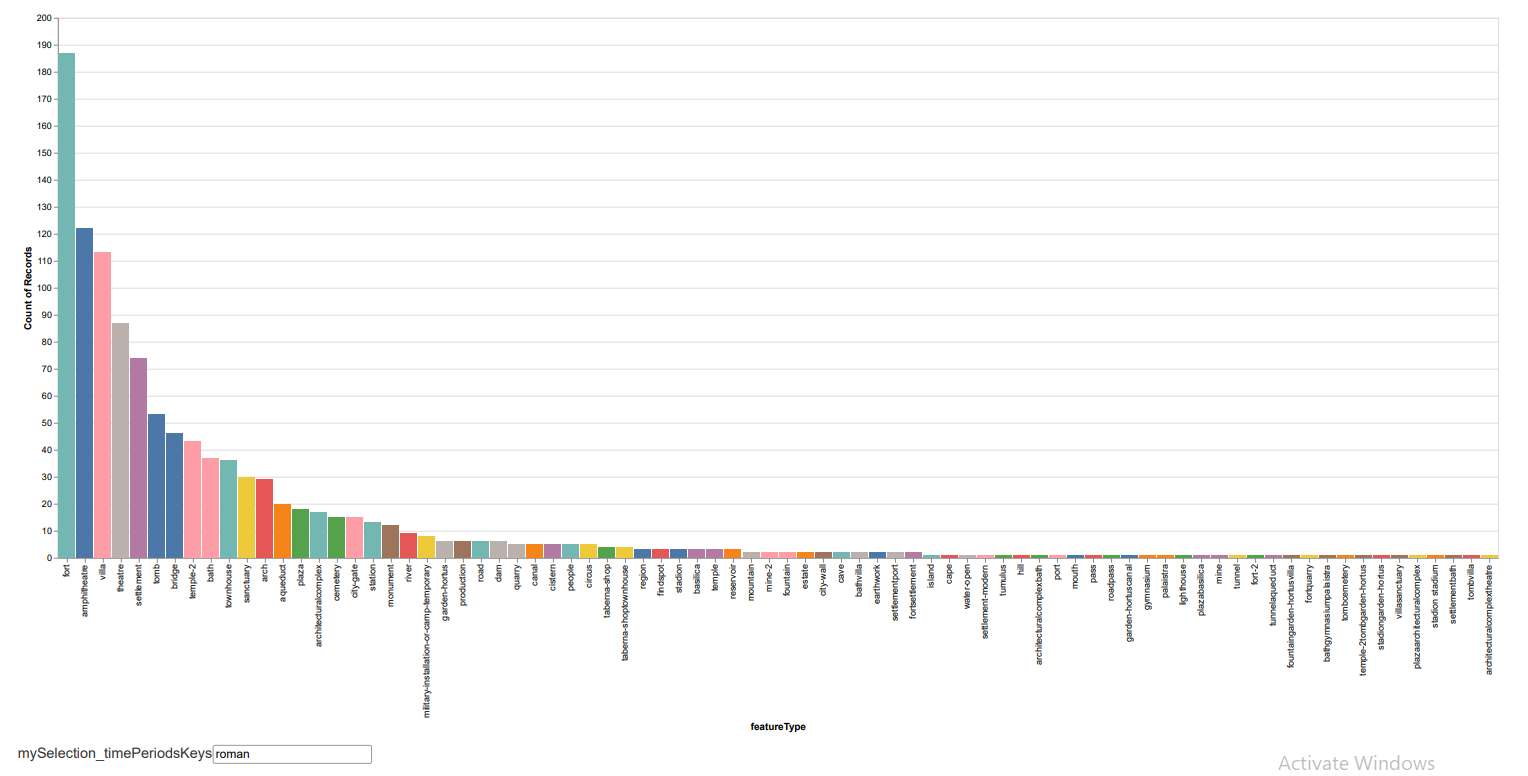 200
190
180
170
160
150
140
130
120
110
100
90
80
70
60
50
40
30
20
10
0
Count of Records
fort
amphitheatre
villa
theatre
settlement
tomb
bridge
temple-2
bath
townhouse
sanctuary
arch
aqueduct
plaza
architecturalcomplex
cemetery
city-gate
station
monument
river
military-installation-or-camp-temporary
garden-hortus
production
road
dam
quarry
canal
cistern
people
circus
taberna-shop
taberna-shoptownhouse
region
findspot
stadion
basilica
temple
reservoir
mountain
mine-2
fountain
estate
city-wall
cave
bathvilla
earthwork
settlementport
fortsettlement
island
cape
water-open
settlement-modern
tumulus
hill
architecturalcomplexbath
port
mouth
pass
roadpass
garden-hortuscanal
gymnasium
palaistra
lighthouse
plazabasilica
mine
tunnel
fort-2
tunnelaqueduct
fountaingarden-hortusvilla
fortquarry
bathgymnasiumpalaistra
tombcemetery
temple-2tombgarden-hortus
stadiongarden-hortus
villasanctuary
plazaarchitecturalcomplex
stadion stadium
settlementbath
tombvilla
architecturalcomplextheatre
featureType
mySelection_timePeriodsKeys roman
Activate Windows